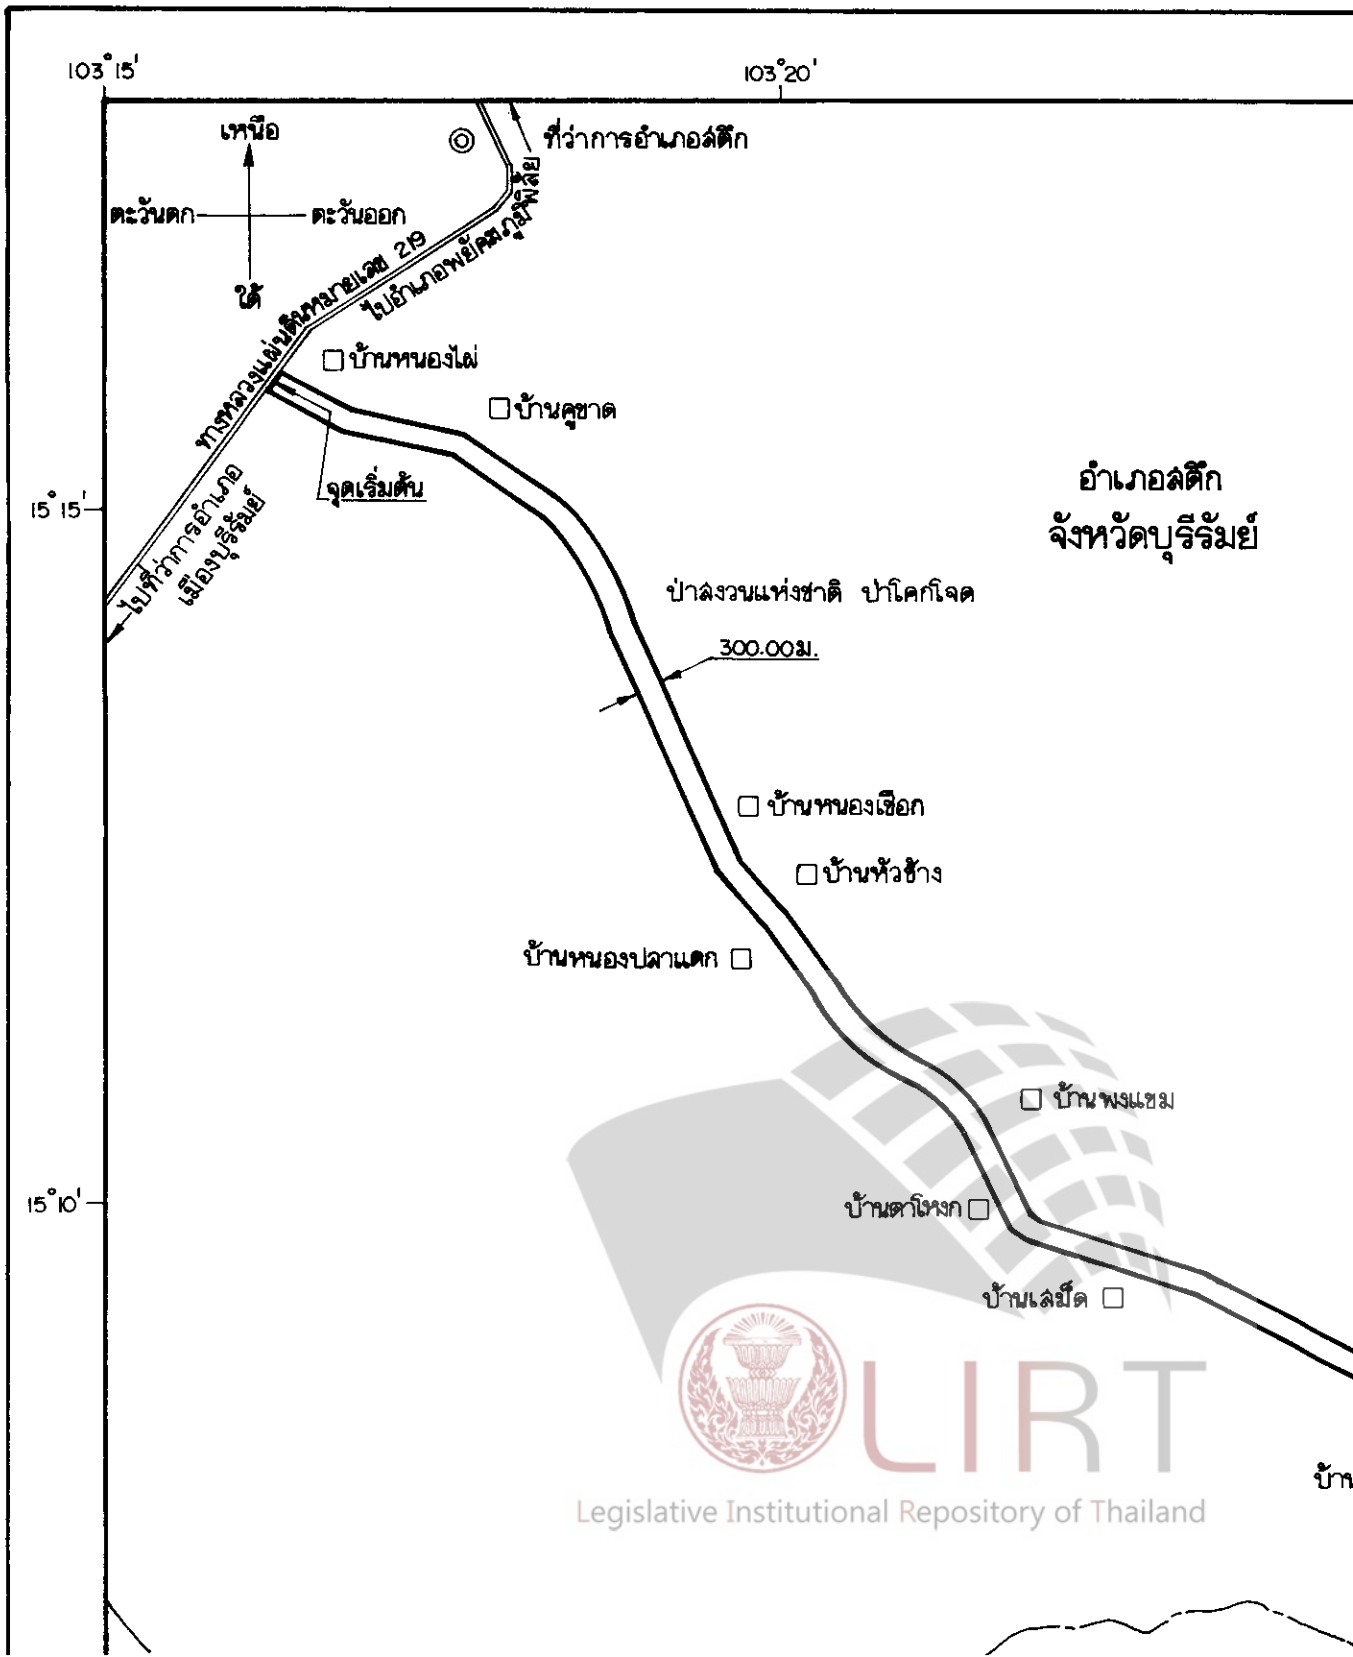 103°15'
103°20'
เหนือ
ตะวันตก
ตะวันออก
ใต้
ที่ว่าการอำเภอสตึก
ทางหลวงแผ่นดินหมายเลข 219
ไปอำเภอพยัคฆภูมิพิสัย
บ้านหนองไผ่
บ้านคูขาด
จุดเริ่มต้น
15°15'
ไปที่ว่าการอำเภอ
เมืองบุรีรัมย์
อำเภอสตึก
จังหวัดบุรีรัมย์
ป่าสงวนแห่งชาติ ป่าโคกโจด
300.00ม.
บ้านหนองเชือก
บ้านหัวช้าง
บ้านหนองปลาแดก
บ้านพงแขม
15°10'
บ้านตาโหงก
บ้านเสม็ด
LIRT
บ้าน
Legislative Institutional Repository of Thailand